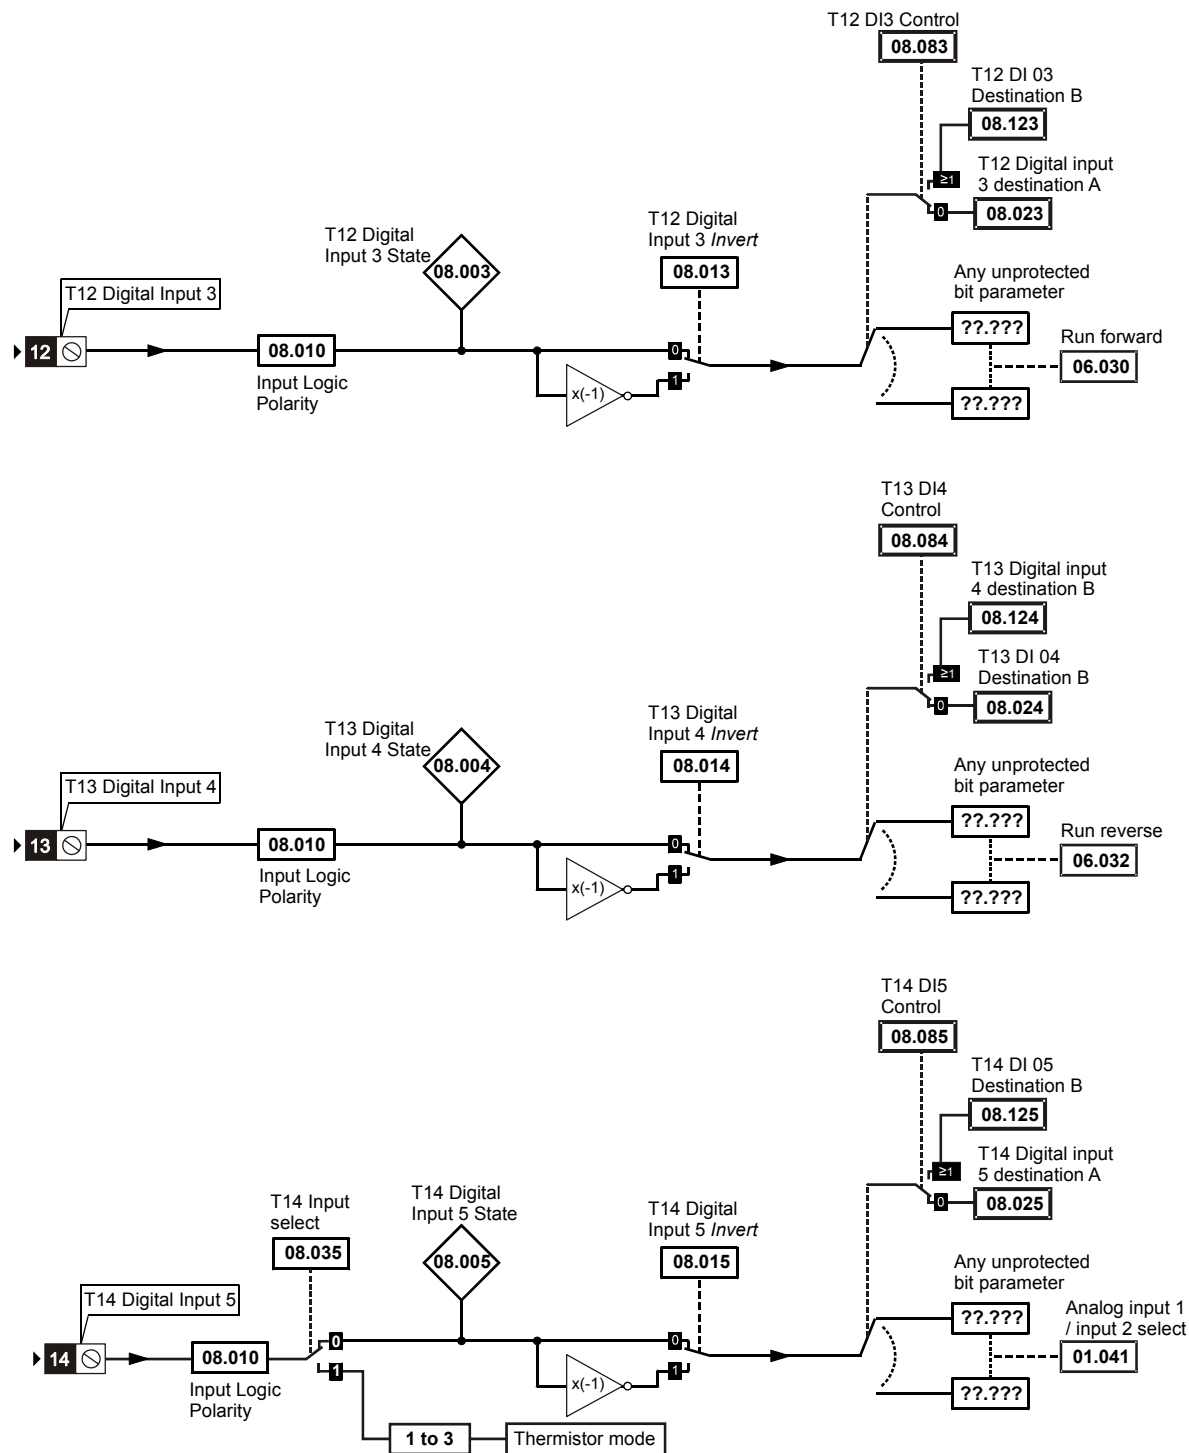 T12 DI3 Control
08.083
T12 DI 03
Destination B
08.123
≥1
T12 Digital input
3 destination A
0
08.023
T12 Digital
Input 3 State
08.003
T12 Digital
Input 3 Invert
08.013
Any unprotected
bit parameter
??.???
Run forward
06.030
??.???
T12 Digital Input 3
12
08.010
Input Logic
Polarity
x(-1)
0
1
T13 DI4
Control
08.084
T13 Digital input
4 destination B
08.124
≥1
T13 DI 04
Destination B
0
08.024
T13 Digital
Input 4 State
08.004
T13 Digital
Input 4 Invert
08.014
Any unprotected
bit parameter
??.???
Run reverse
06.032
??.???
T13 Digital Input 4
13
08.010
Input Logic
Polarity
x(-1)
0
1
T14 DI5
Control
08.085
T14 DI 05
Destination B
08.125
≥1
T14 Digital input
5 destination A
0
08.025
T14 Input
select
08.035
T14 Digital
Input 5 State
08.005
T14 Digital
Input 5 Invert
08.015
Any unprotected
bit parameter
??.???
Analog input 1
/ input 2 select
01.041
??.???
T14 Digital Input 5
14
08.010
Input Logic
Polarity
0
1
x(-1)
0
1
1 to 3
Thermistor mode